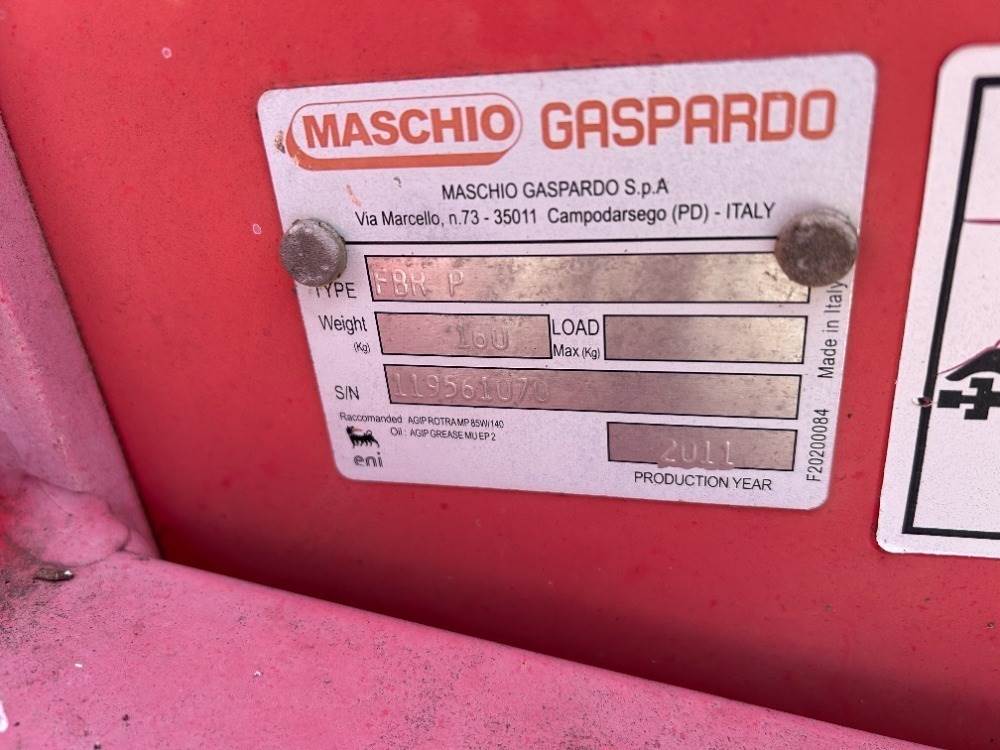 MASCHIO GASPARDO
MASCHIO GASPARDO S.p.A
Via Marcello, n.73 - 35011 Campodarsego (PD) - ITALY
TYPE FBR P
Weight (Kg) 160 LOAD Max (Kg)
S/N 119561070
Raccomanded AGIP ROTRA MP 85W/140
Oil : AGIP GREASE MU EP 2
eni
2011
PRODUCTION YEAR
F20200084 Made in Italy